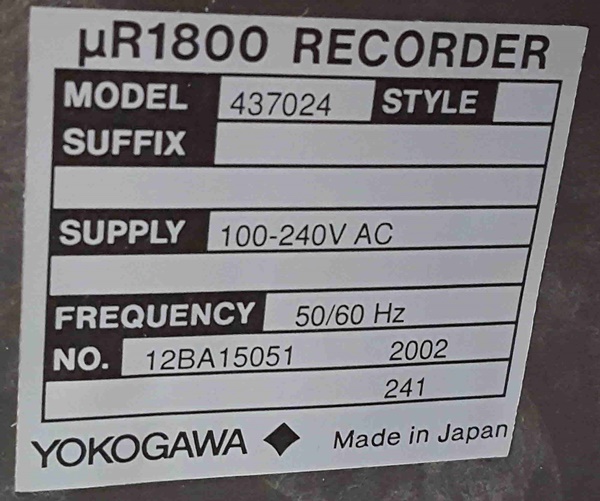 µR1800 RECORDER
MODEL 437024 STYLE
SUFFIX
SUPPLY 100-240V AC
FREQUENCY 50/60 Hz
NO. 12BA15051 2002
241
YOKOGAWA ◆ Made in Japan